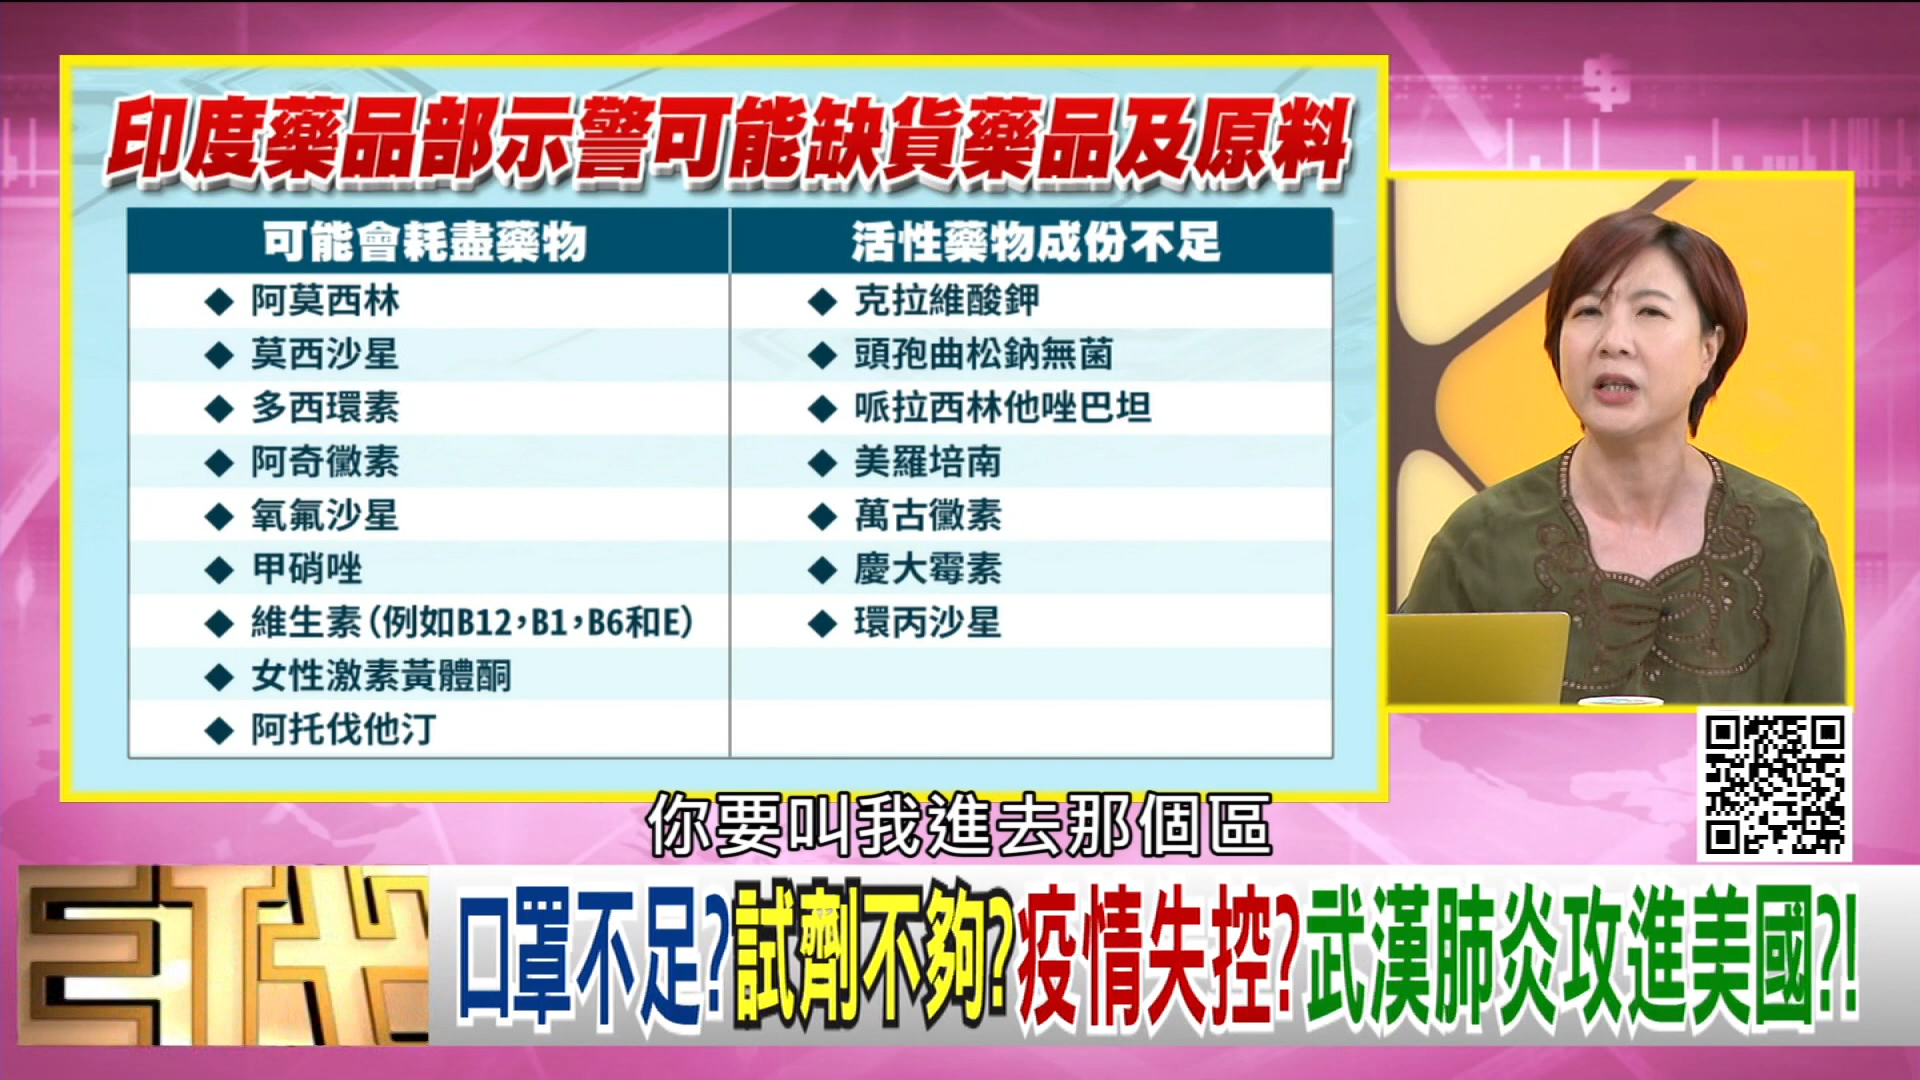 印度藥品部示警可能缺貨藥品及原料
可能會耗盡藥物
活性藥物成份不足
◆ 阿莫西林
◆ 克拉維酸鉀
◆ 莫西沙星
◆ 頭孢曲松鈉無菌
◆ 多西環素
◆ 哌拉西林他唑巴坦
◆ 阿奇黴素
◆ 美羅培南
◆ 氧氟沙星
◆ 萬古黴素
◆ 甲硝唑
◆ 慶大霉素
◆ 維生素(例如B12,B1,B6和E)
◆ 環丙沙星
◆ 女性激素黃體酮
◆ 阿托伐他汀
你要叫我進去那個區
口罩不足?試劑不夠?疫情失控?武漢肺炎攻進美國?!